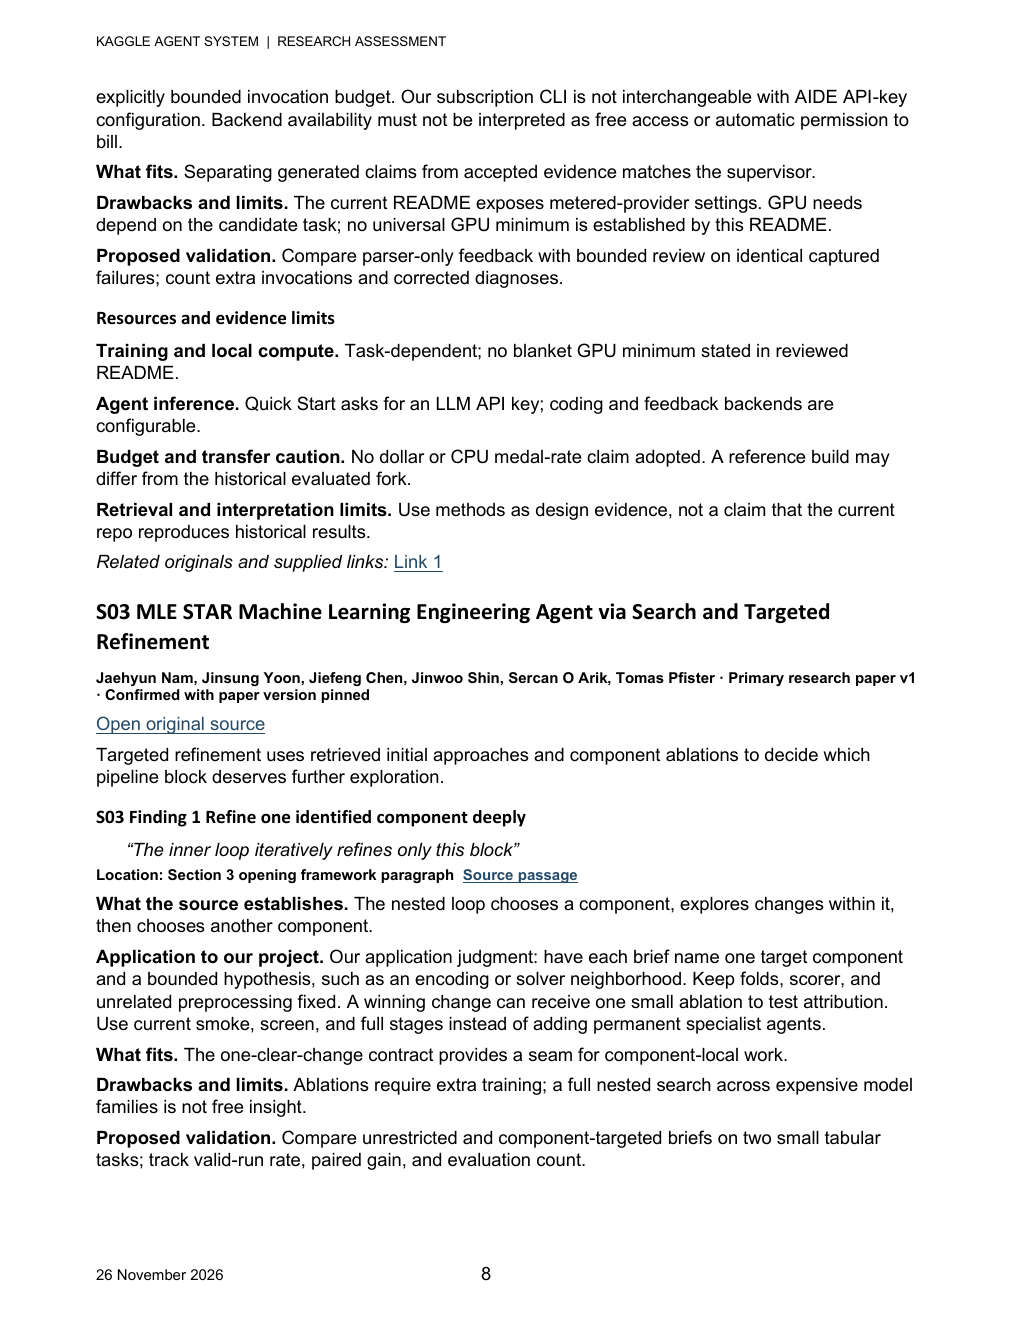 KAGGLE AGENT SYSTEM | RESEARCH ASSESSMENT
explicitly bounded invocation budget. Our subscription CLI is not interchangeable with AIDE API-key
configuration. Backend availability must not be interpreted as free access or automatic permission to
bill.
What fits. Separating generated claims from accepted evidence matches the supervisor.
Drawbacks and limits. The current README exposes metered-provider settings. GPU needs
depend on the candidate task; no universal GPU minimum is established by this README.
Proposed validation. Compare parser-only feedback with bounded review on identical captured
failures; count extra invocations and corrected diagnoses.
Resources and evidence limits
Training and local compute. Task-dependent; no blanket GPU minimum stated in reviewed
README.
Agent inference. Quick Start asks for an LLM API key; coding and feedback backends are
configurable.
Budget and transfer caution. No dollar or CPU medal-rate claim adopted. A reference build may
differ from the historical evaluated fork.
Retrieval and interpretation limits. Use methods as design evidence, not a claim that the current
repo reproduces historical results.
Related originals and supplied links: Link 1
S03 MLE STAR Machine Learning Engineering Agent via Search and Targeted
Refinement
Jaehyun Nam, Jinsung Yoon, Jiefeng Chen, Jinwoo Shin, Sercan O Arik, Tomas Pfister · Primary research paper v1
· Confirmed with paper version pinned
Open original source
Targeted refinement uses retrieved initial approaches and component ablations to decide which
pipeline block deserves further exploration.
S03 Finding 1 Refine one identified component deeply
“The inner loop iteratively refines only this block”
Location: Section 3 opening framework paragraph Source passage
What the source establishes. The nested loop chooses a component, explores changes within it,
then chooses another component.
Application to our project. Our application judgment: have each brief name one target component
and a bounded hypothesis, such as an encoding or solver neighborhood. Keep folds, scorer, and
unrelated preprocessing fixed. A winning change can receive one small ablation to test attribution.
Use current smoke, screen, and full stages instead of adding permanent specialist agents.
What fits. The one-clear-change contract provides a seam for component-local work.
Drawbacks and limits. Ablations require extra training; a full nested search across expensive model
families is not free insight.
Proposed validation. Compare unrestricted and component-targeted briefs on two small tabular
tasks; track valid-run rate, paired gain, and evaluation count.
26 November 2026
8